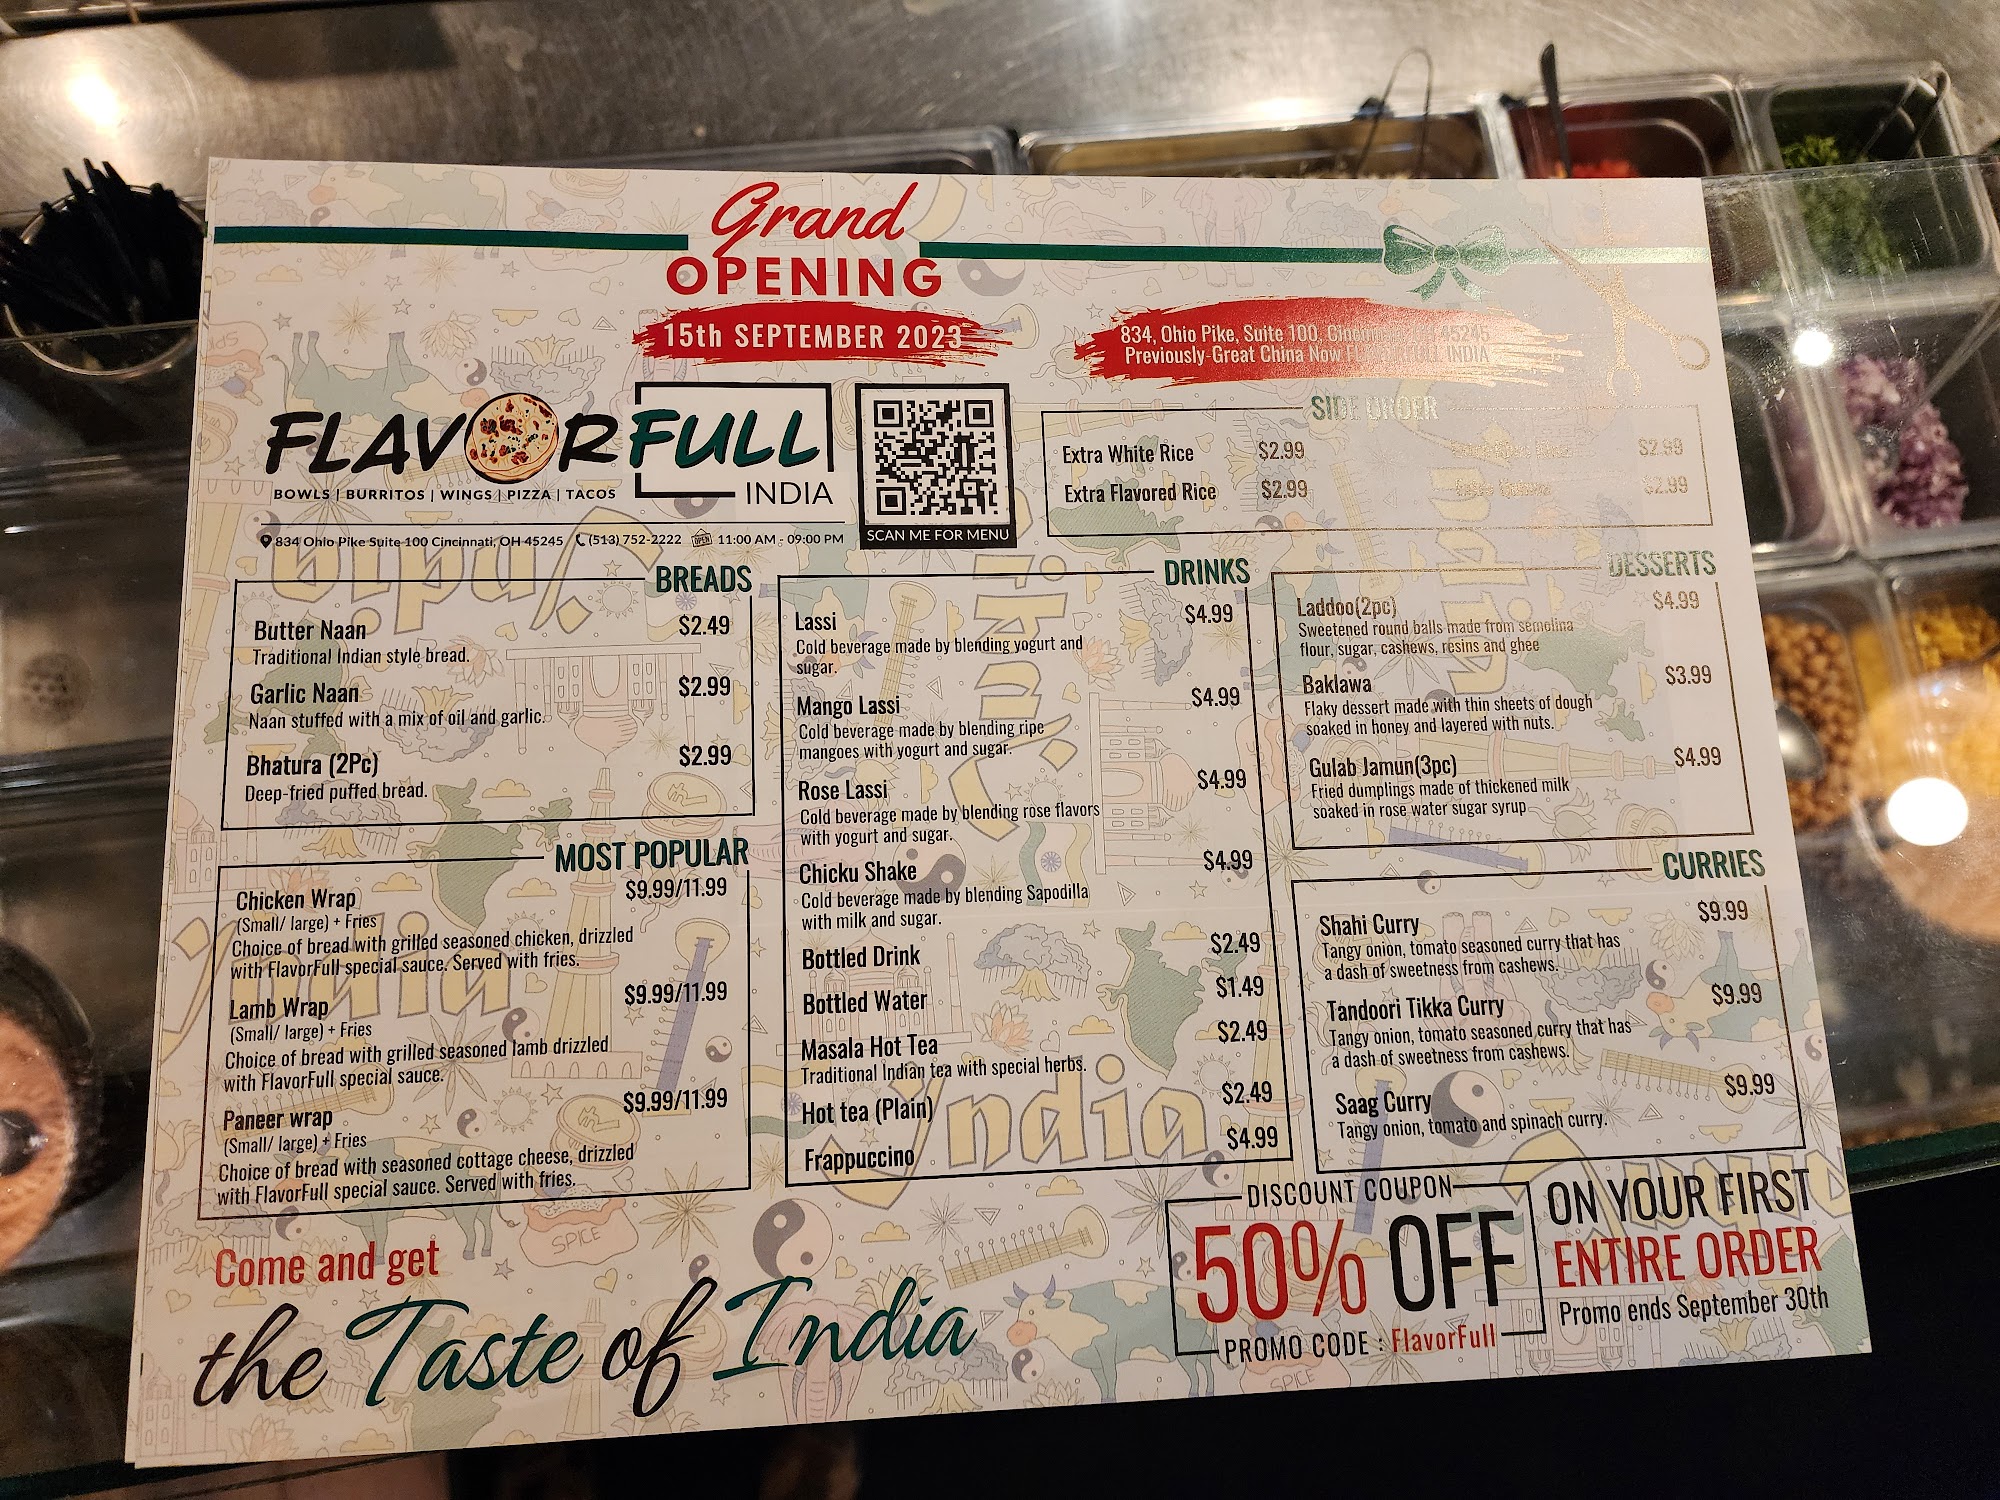 Grand
OPENING
15th SEPTEMBER 2023
834, Ohio Pike, Suite 100, 45245
Previously-Great China Now INDIA
FLAVORFULL
INDIA
BOWLS | BURRITOS | WINGS | PIZZA | TACOS
834 Ohio Pike Suite 100 Cincinnati, OH 45245 (513) 752-2222 OPEN 11:00 AM - 09:00 PM
SCAN ME FOR MENU
SIDE ORDER
Extra White Rice $2.99
Extra Flavored Rice $2.99
$2.99
$2.99
BREADS
Butter Naan $2.49
Traditional Indian style bread.
Garlic Naan $2.99
Naan stuffed with a mix of oil and garlic.
Bhatura (2Pc) $2.99
Deep-fried puffed bread.
MOST POPULAR
Chicken Wrap $9.99/11.99
(Small/ large) + Fries
Choice of bread with grilled seasoned chicken, drizzled
with FlavorFull special sauce. Served with fries.
Lamb Wrap $9.99/11.99
(Small/ large) + Fries
Choice of bread with grilled seasoned lamb drizzled
with FlavorFull special sauce.
Paneer wrap $9.99/11.99
(Small/ large) + Fries
Choice of bread with seasoned cottage cheese, drizzled
with FlavorFull special sauce. Served with fries.
DRINKS
Lassi $4.99
Cold beverage made by blending yogurt and
sugar.
Mango Lassi $4.99
Cold beverage made by blending ripe
mangoes with yogurt and sugar.
Rose Lassi $4.99
Cold beverage made by blending rose flavors
with yogurt and sugar.
Chicku Shake $4.99
Cold beverage made by blending Sapodilla
with milk and sugar.
Bottled Drink $2.49
Bottled Water $1.49
Masala Hot Tea $2.49
Traditional Indian tea with special herbs.
Hot tea (Plain) $2.49
Frappuccino $4.99
DESSERTS
Laddoo(2pc) $4.99
Sweetened round balls made from semolina
flour, sugar, cashews, resins and ghee
Baklawa $3.99
Flaky dessert made with thin sheets of dough
soaked in honey and layered with nuts.
Gulab Jamun(3pc) $4.99
Fried dumplings made of thickened milk
soaked in rose water sugar syrup
CURRIES
Shahi Curry $9.99
Tangy onion, tomato seasoned curry that has
a dash of sweetness from cashews.
Tandoori Tikka Curry $9.99
Tangy onion, tomato seasoned curry that has
a dash of sweetness from cashews.
Saag Curry $9.99
Tangy onion, tomato and spinach curry.
Come and get
the Taste of India
DISCOUNT COUPON
50% OFF
PROMO CODE : FlavorFull
ON YOUR FIRST
ENTIRE ORDER
Promo ends September 30th
India
India
India
SPICE
SPICE